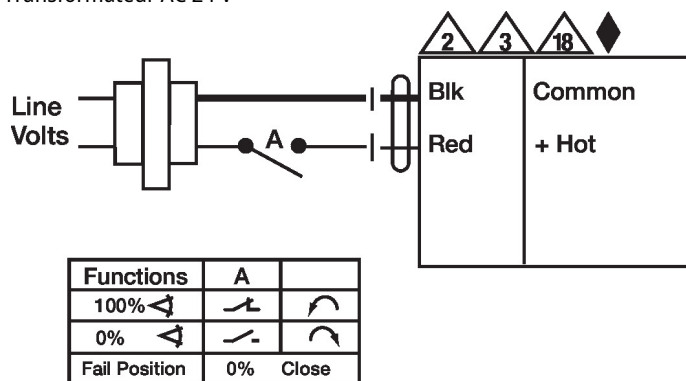 Transformateur AC 24 V
2 3 18
Line
Volts
A
Blk Common
Red + Hot
Functions A
100%
0%
Fail Position 0% Close